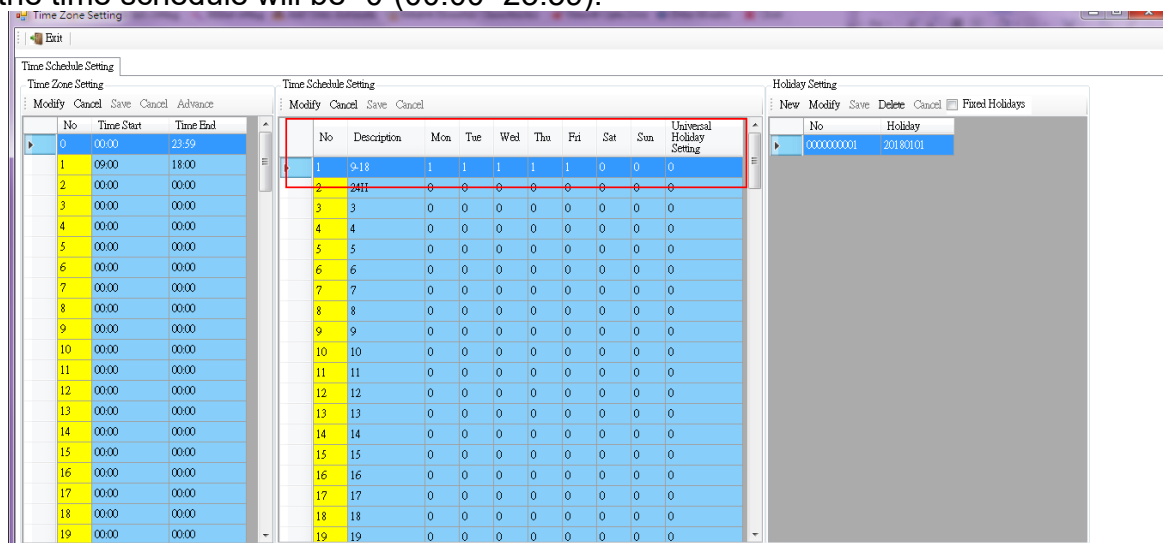 the time schedule will be "0"(00:00~23:59).
Time Zone Setting
Exit
Time Schedule Setting
Time Zone Setting
Modify Cancel Save Cancel Advance
No Time Start Time End
0 00:00 23:59
1 09:00 18:00
2 00:00 00:00
3 00:00 00:00
4 00:00 00:00
5 00:00 00:00
6 00:00 00:00
7 00:00 00:00
8 00:00 00:00
9 00:00 00:00
10 00:00 00:00
11 00:00 00:00
12 00:00 00:00
13 00:00 00:00
14 00:00 00:00
15 00:00 00:00
16 00:00 00:00
17 00:00 00:00
18 00:00 00:00
19 00:00 00:00
Time Schedule Setting
Modify Cancel Save Cancel
No Description Mon Tue Wed Thu Fri Sat Sun Universal
Holiday
Setting
1 9-18 1 1 1 1 1 0 0 0
2 24H 0 0 0 0 0 0 0 0
3 3 0 0 0 0 0 0 0 0
4 4 0 0 0 0 0 0 0 0
5 5 0 0 0 0 0 0 0 0
6 6 0 0 0 0 0 0 0 0
7 7 0 0 0 0 0 0 0 0
8 8 0 0 0 0 0 0 0 0
9 9 0 0 0 0 0 0 0 0
10 10 0 0 0 0 0 0 0 0
11 11 0 0 0 0 0 0 0 0
12 12 0 0 0 0 0 0 0 0
13 13 0 0 0 0 0 0 0 0
14 14 0 0 0 0 0 0 0 0
15 15 0 0 0 0 0 0 0 0
16 16 0 0 0 0 0 0 0 0
17 17 0 0 0 0 0 0 0 0
18 18 0 0 0 0 0 0 0 0
19 19 0 0 0 0 0 0 0 0
Holiday Setting
New Modify Save Delete Cancel Fixed Holidays
No Holiday
0000000001 20180101